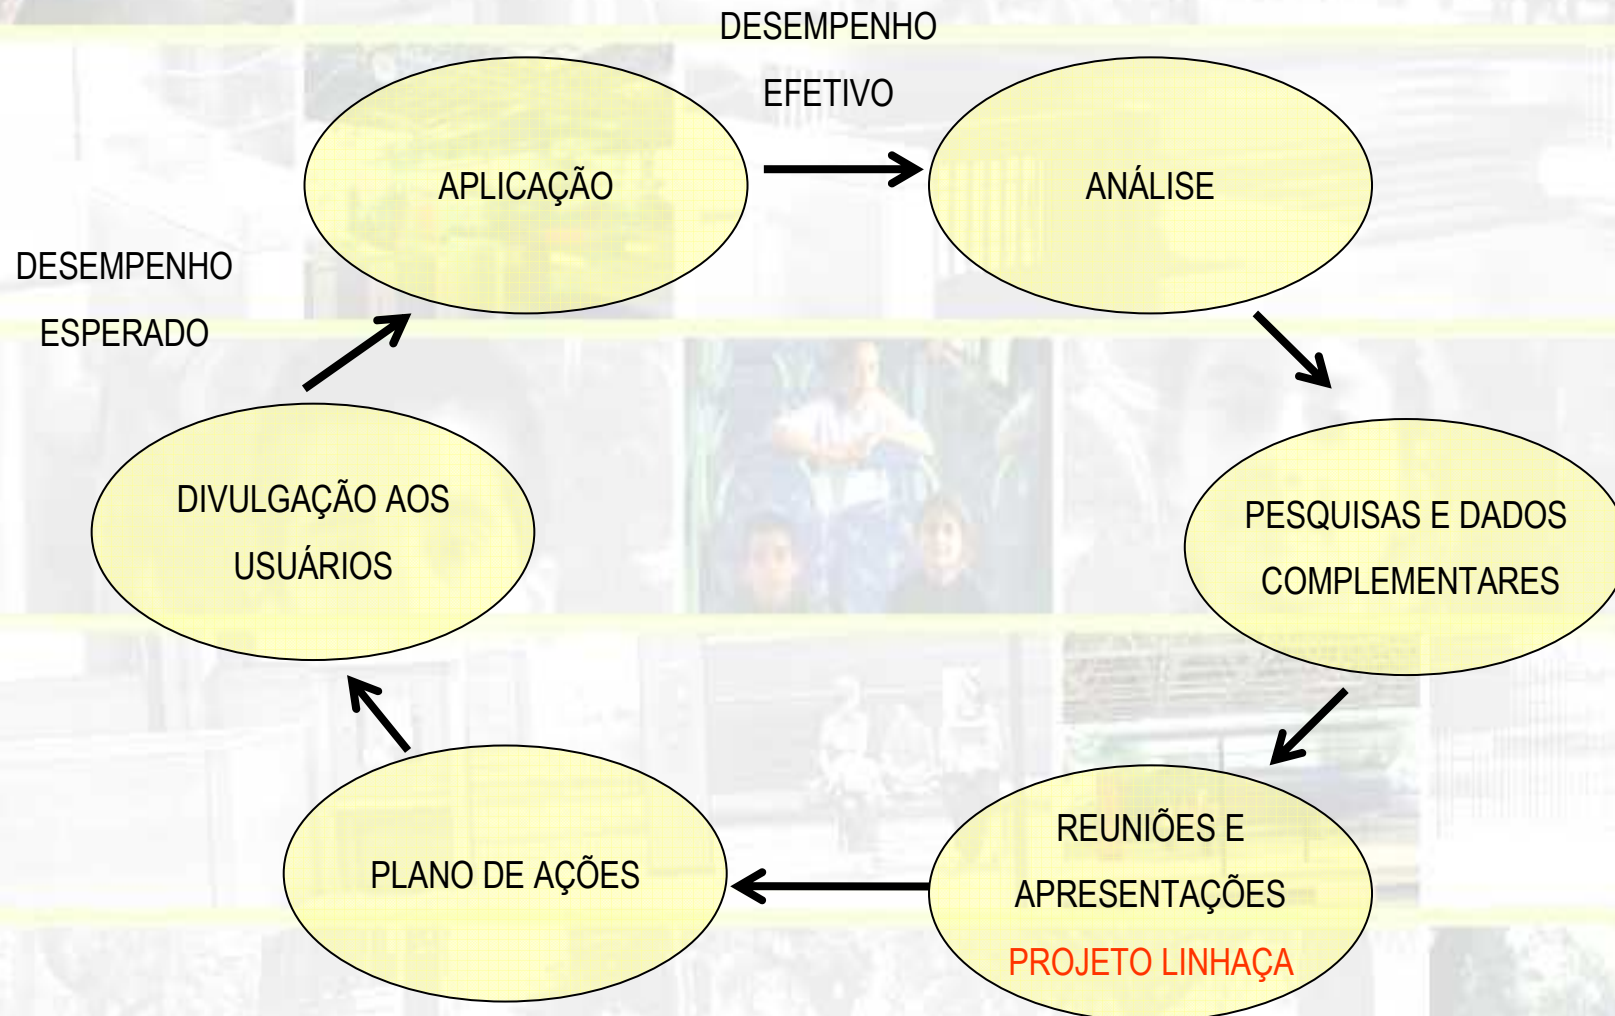 DESEMPENHO
EFETIVO
APLICAÇÃO
ANÁLISE
DESEMPENHO
ESPERADO
DIVULGAÇÃO AOS
USUÁRIOS
PESQUISAS E DADOS
COMPLEMENTARES
PLANO DE AÇÕES
REUNIÕES E
APRESENTAÇÕES
PROJETO LINHAÇA